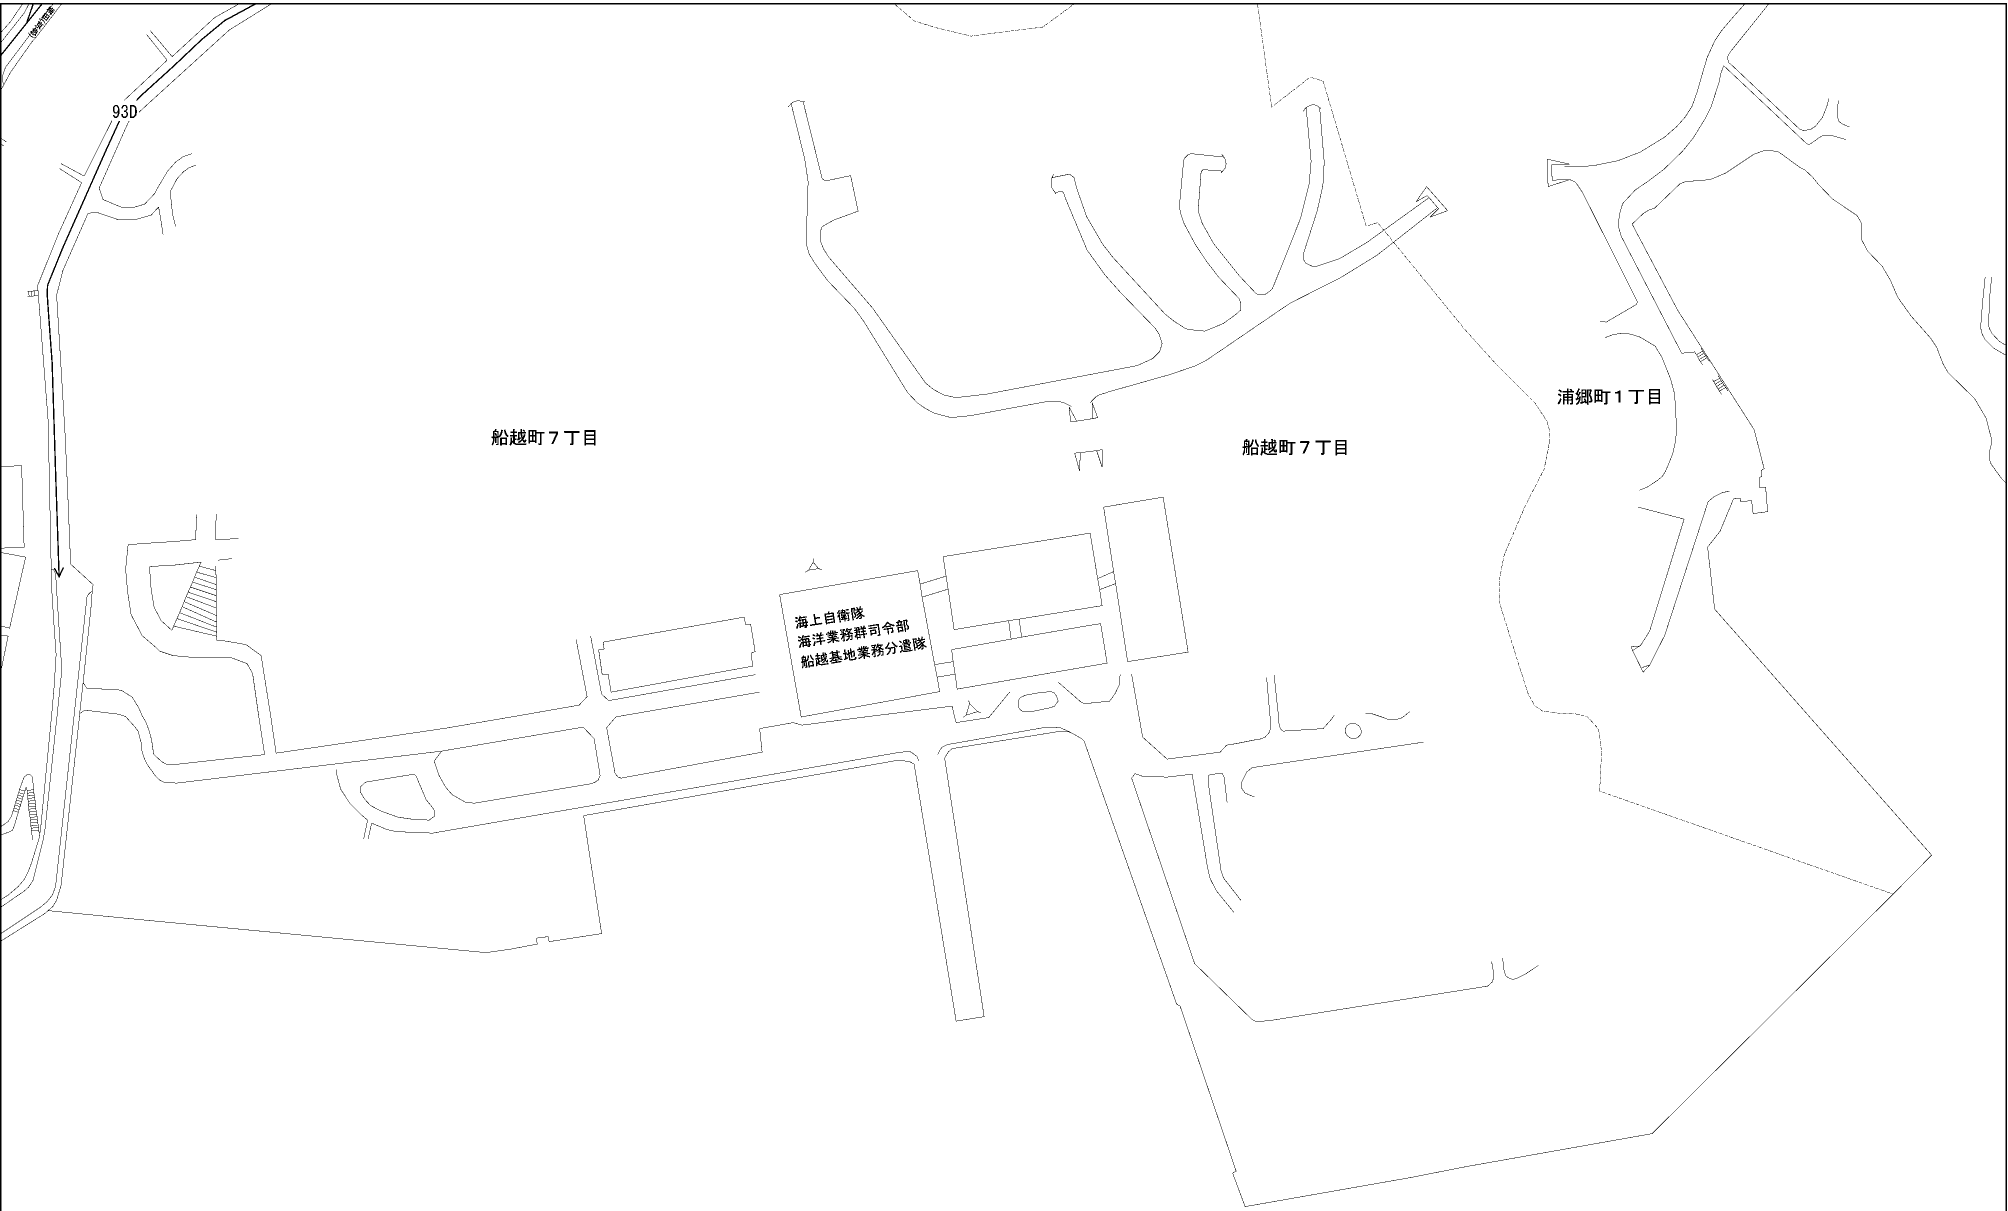 93D
船越町７丁目
船越町７丁目
浦郷町１丁目
海上自衛隊
海洋業務群司令部
船越基地業務分遣隊